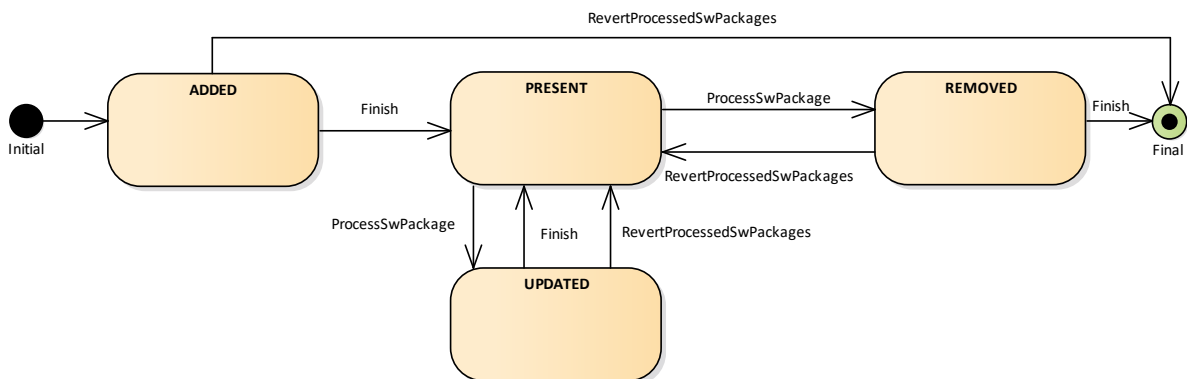 RevertProcessedSwPackages
ADDED
PRESENT
REMOVED
Finish
ProcessSwPackage
Finish
Initial
Final
RevertProcessedSwPackages
ProcessSwPackage
Finish
RevertProcessedSwPackages
UPDATED